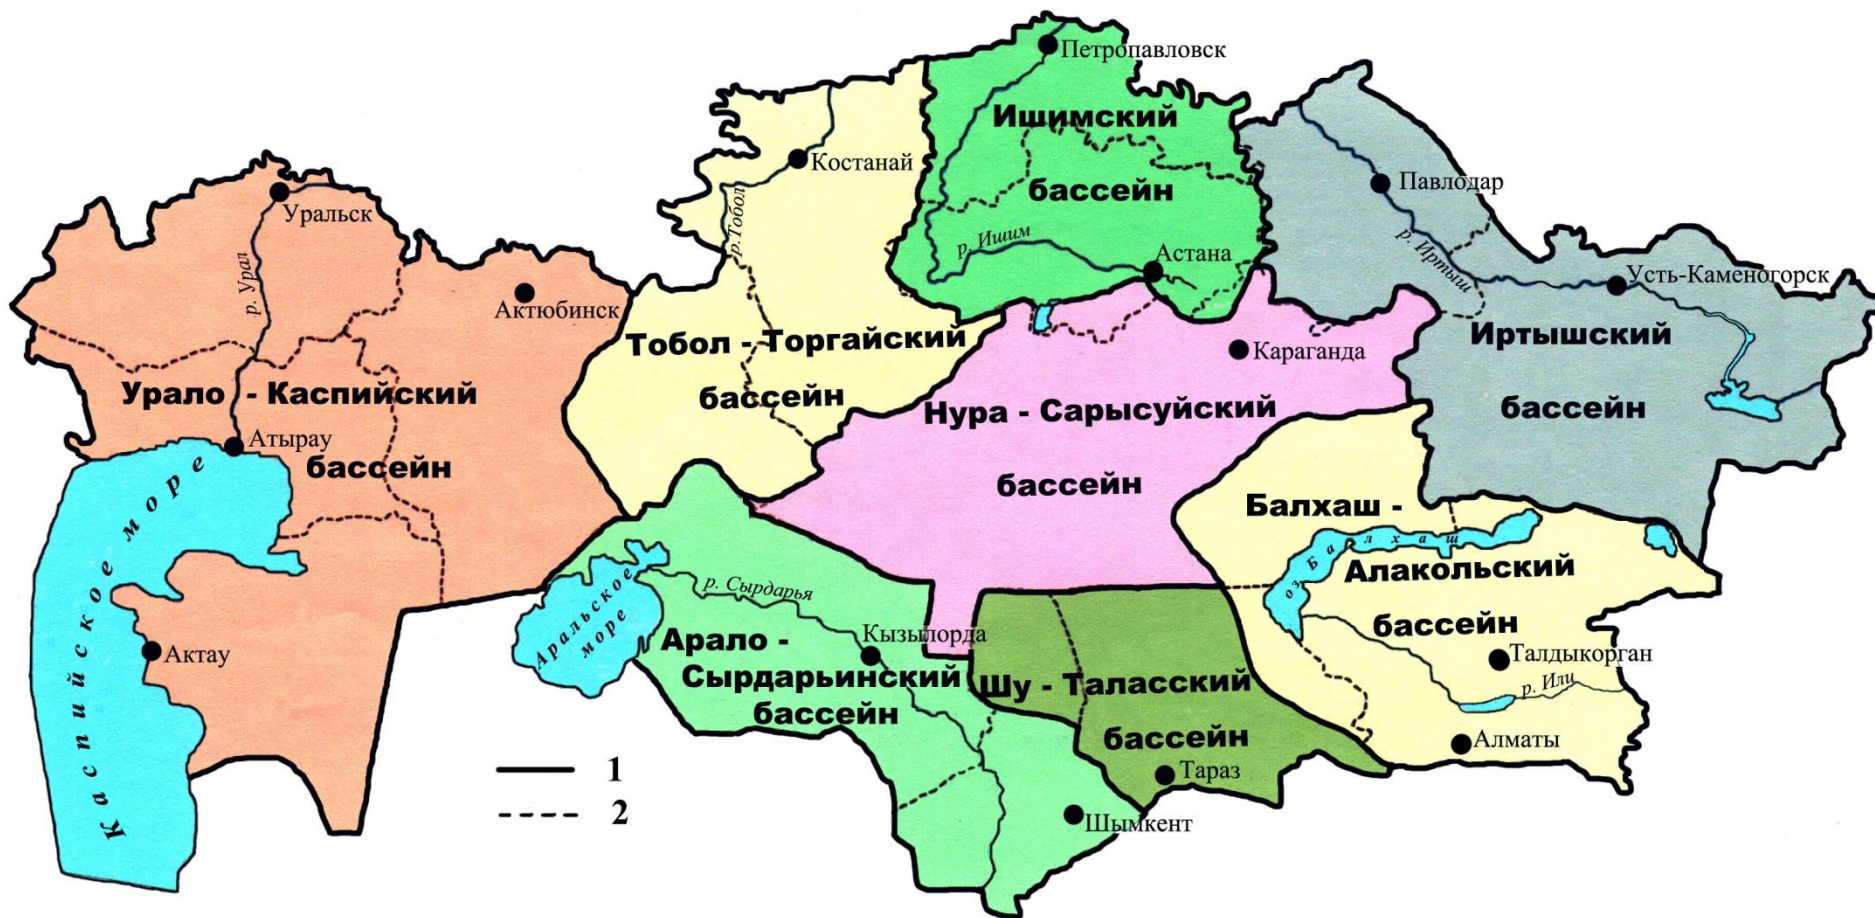 Петропавловск
Ишимский
бассейн
Костанай
Павлодар
Уральск
р. Тобол
р. Ишим
Астана
р. Иртыш
Усть-Каменогорск
р. Урал
Актюбинск
Тобол - Торгайский
бассейн
Караганда
Иртышский
бассейн
Урало - Каспийский
бассейн
Нура - Сарысуйский
бассейн
Атырау
Каспийское море
Балхаш -
Алакольский
бассейн
оз. Балхаш
р. Сырдарья
Аральское
море
Кызылорда
Арало -
Сырдарьинский
бассейн
Актау
Шу - Таласский
бассейн
Талдыкорган
р. Или
Алматы
Тараз
Шымкент
1
2